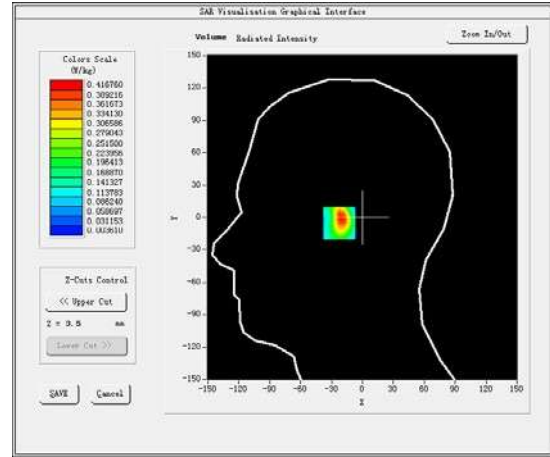 SAR Visualisation Graphical Interface
Volume Radiated Intensity
Zoom In/Out
Colors Scale
(W/kg)
0.416760
0.389216
0.361673
0.334130
0.306586
0.279043
0.251500
0.223956
0.196413
0.168870
0.141327
0.113783
0.086240
0.058697
0.031153
0.003610
Z-Cuts Control
<< Upper Cut
Z = 3.5 mm
Lower Cut >>
SAVE Cancel
150
120
90
60
30
Y 0
-30
-60
-90
-120
-150
-150 -120 -90 -60 -30 0 30 60 90 120 150
X